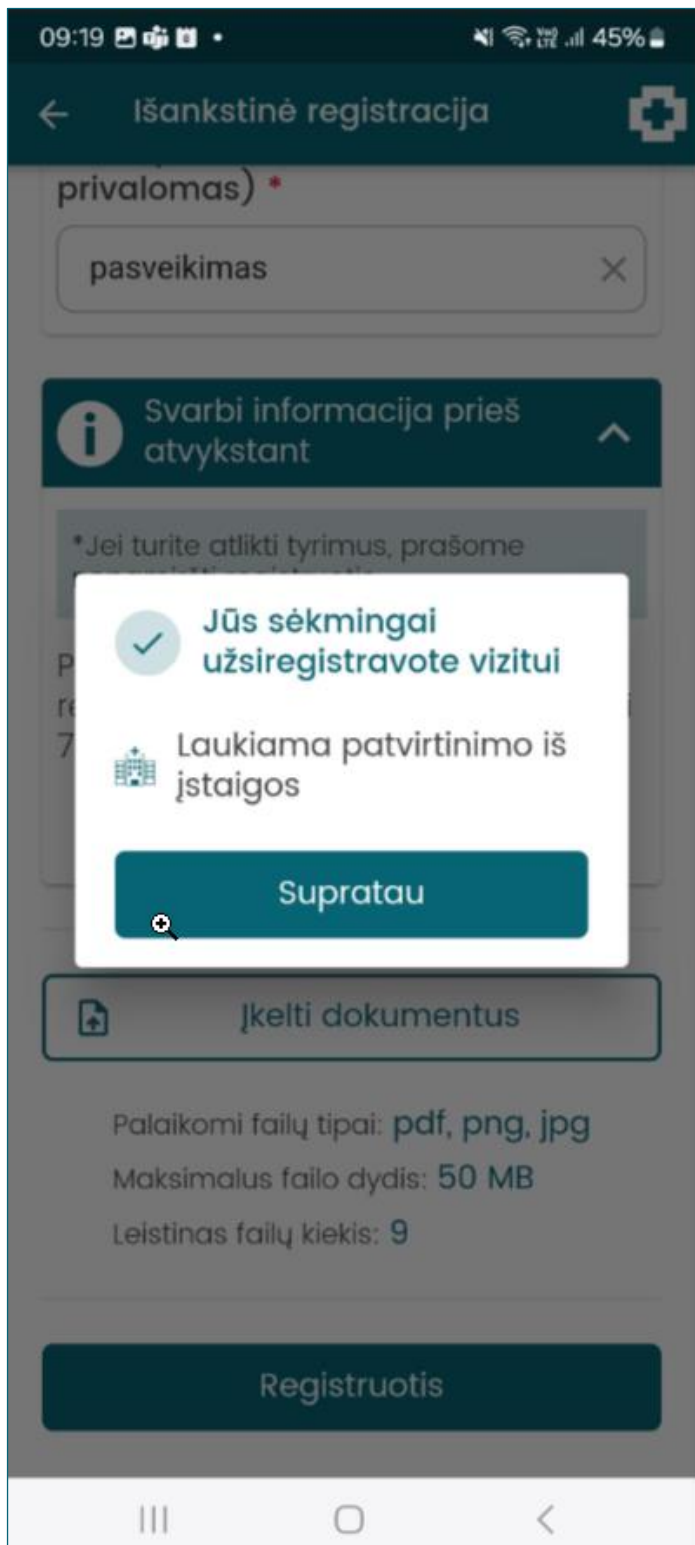 09:19
45%
Išankstinė registracija
privalomas) *
pasveikimas
Svarbi informacija prieš
atvykstant
*Jei turite atlikti tyrimus, prašome
Jūs sėkmingai
užsiregistravote vizitui
Laukiama patvirtinimo iš
įstaigos
Supratau
Įkelti dokumentus
Palaikomi failų tipai: pdf, png, jpg
Maksimalus failo dydis: 50 MB
Leistinas failų kiekis: 9
Registruotis